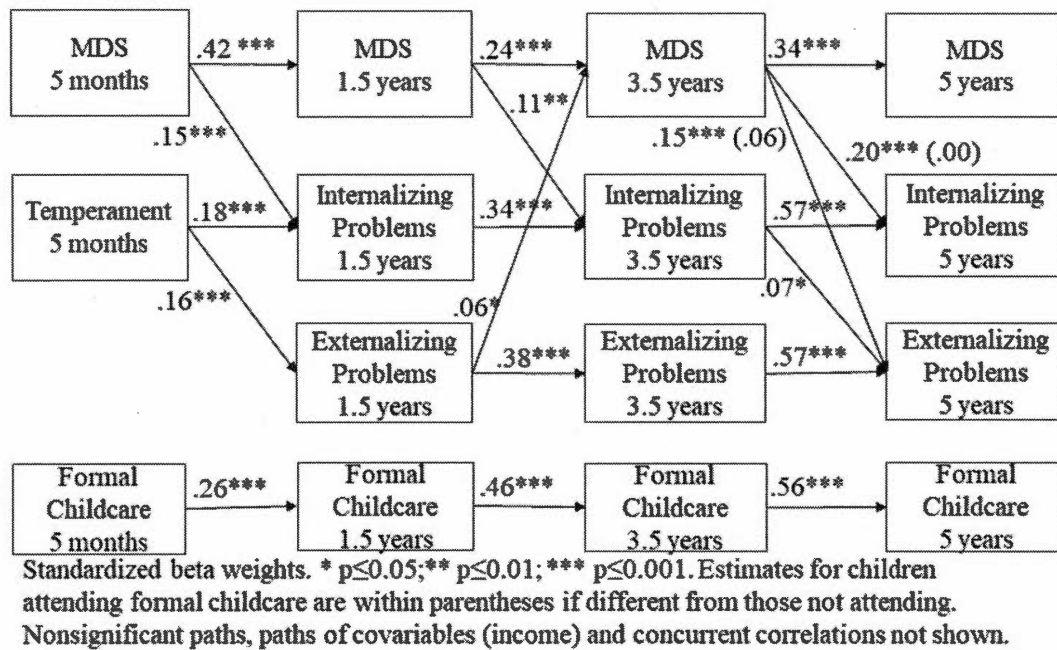 MDS
5 months
.42 ***
MDS
1.5 years
.24***
MDS
3.5 years
.34***
MDS
5 years
.15***
.11**
.15*** (.06)
.20*** (.00)
Temperament
5 months
.18***
Internalizing
Problems
1.5 years
.34***
Internalizing
Problems
3.5 years
.57***
Internalizing
Problems
5 years
.16***
.06*
.07*
Externalizing
Problems
1.5 years
.38***
Externalizing
Problems
3.5 years
.57***
Externalizing
Problems
5 years
Formal
Childcare
5 months
.26***
Formal
Childcare
1.5 years
.46***
Formal
Childcare
3.5 years
.56***
Formal
Childcare
5 years
Standardized beta weights. * p≤0.05;** p≤0.01; *** p≤0.001. Estimates for children
attending formal childcare are within parentheses if different from those not attending.
Nonsignificant paths, paths of covariables (income) and concurrent correlations not shown.